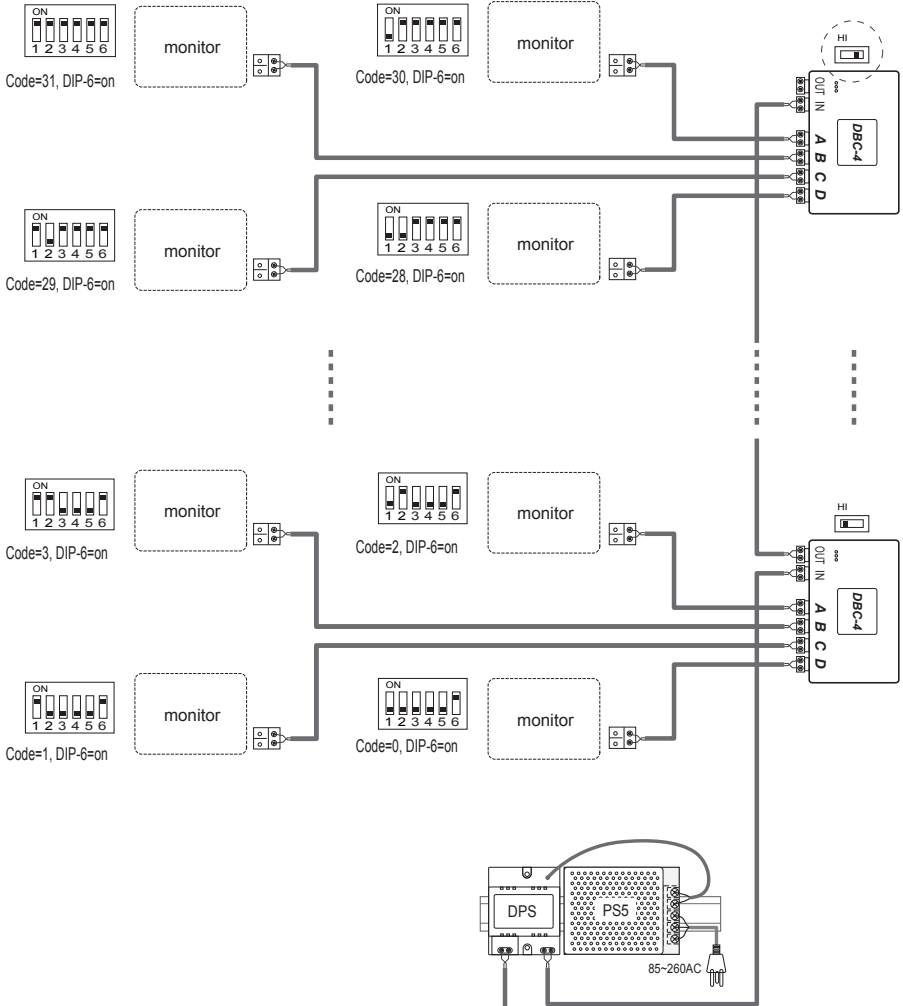 ON
1 2 3 4 5 6
Code=31, DIP-6=on
monitor
ON
1 2 3 4 5 6
Code=30, DIP-6=on
monitor
HI
OUT IN
A B C D
DBC-4
ON
1 2 3 4 5 6
Code=29, DIP-6=on
monitor
ON
1 2 3 4 5 6
Code=28, DIP-6=on
monitor
ON
1 2 3 4 5 6
Code=3, DIP-6=on
monitor
ON
1 2 3 4 5 6
Code=2, DIP-6=on
monitor
HI
OUT IN
A B C D
DBC-4
ON
1 2 3 4 5 6
Code=1, DIP-6=on
monitor
ON
1 2 3 4 5 6
Code=0, DIP-6=on
monitor
DPS
PS5
85~260AC